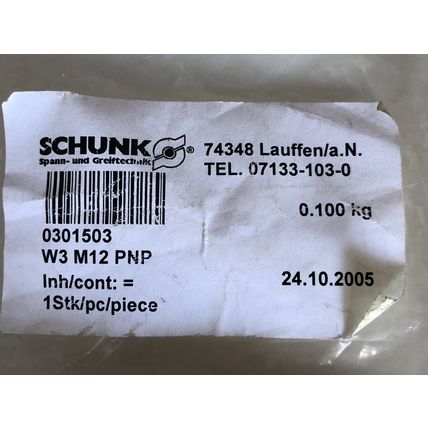 SCHUNK ®
Spann- und Greiftechnik
74348 Lauffen/a.N.
TEL. 07133-103-0
0.100 kg
0301503
W3 M12 PNP
Inh/cont: =
24.10.2005
1Stk/pc/piece